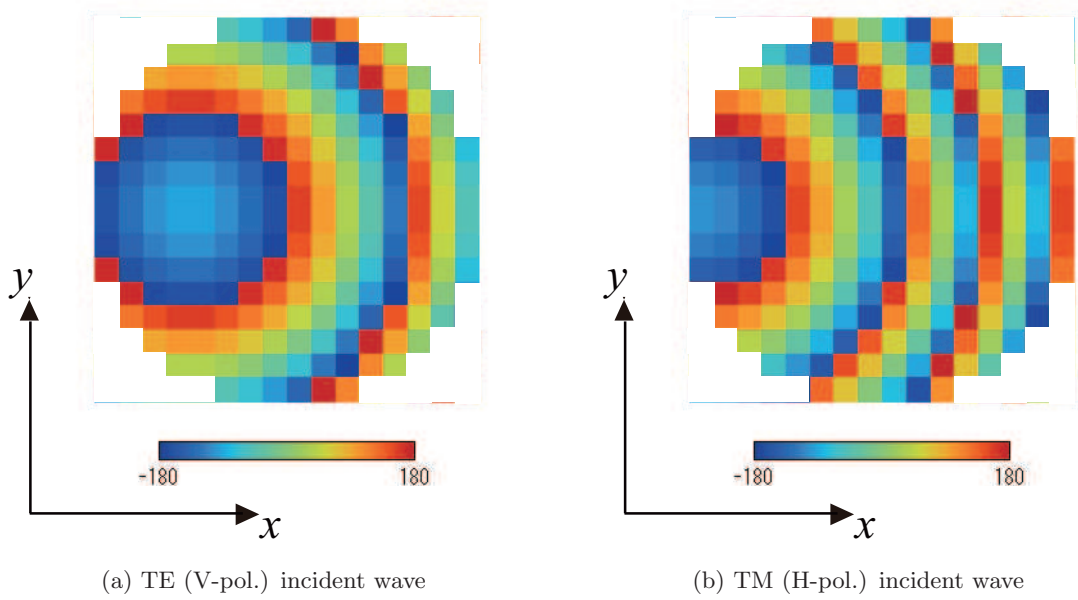 y
x
-180 180
(a) TE (V-pol.) incident wave
y
x
-180 180
(b) TM (H-pol.) incident wave